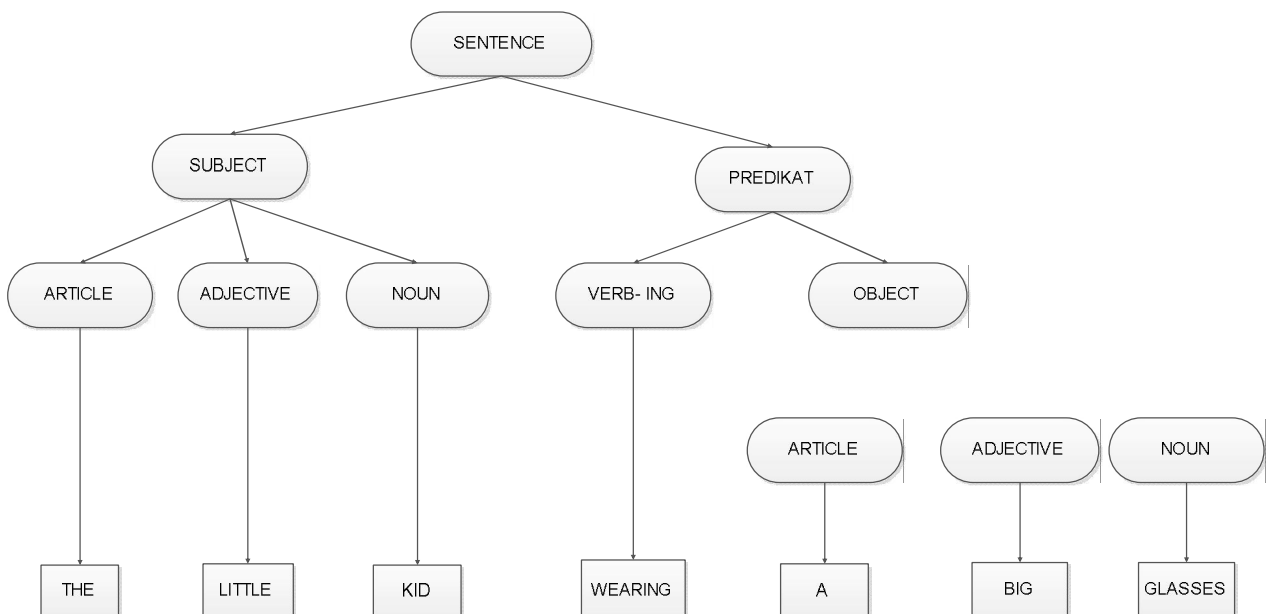 SENTENCE
SUBJECT
PREDIKAT
ARTICLE
ADJECTIVE
NOUN
VERB- ING
OBJECT
ARTICLE
ADJECTIVE
NOUN
THE
LITTLE
KID
WEARING
A
BIG
GLASSES